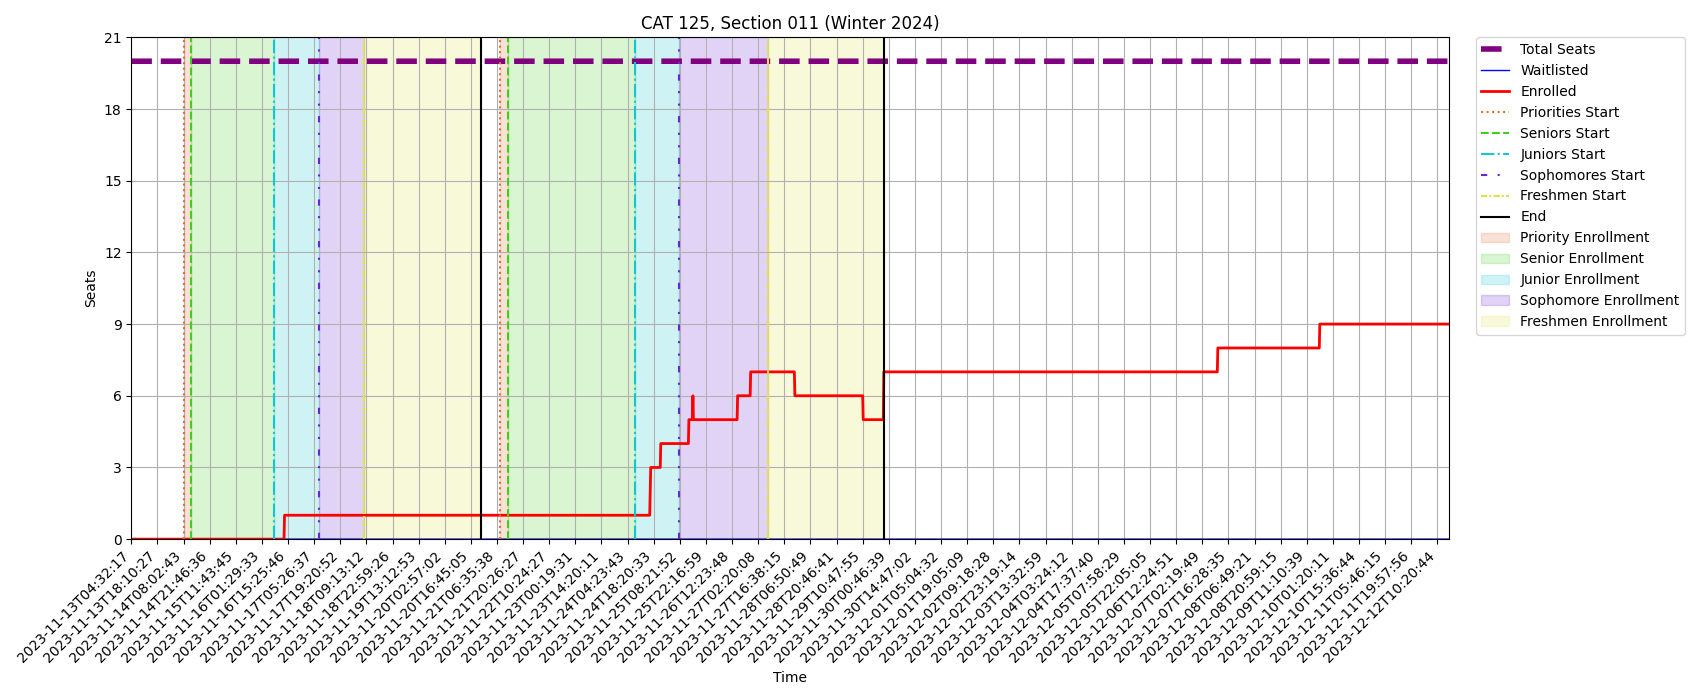 CAT 125, Section 011 (Winter 2024)
Seats
21
18
15
12
9
6
3
0
2023-11-13T04:32:17
2023-11-13T18:10:27
2023-11-14T08:02:43
2023-11-14T21:46:36
2023-11-15T11:43:45
2023-11-16T01:29:33
2023-11-16T15:25:46
2023-11-17T05:26:37
2023-11-17T19:20:52
2023-11-18T09:13:12
2023-11-18T22:59:26
2023-11-19T13:12:53
2023-11-20T02:57:02
2023-11-20T16:45:05
2023-11-21T06:35:38
2023-11-21T20:26:27
2023-11-22T10:24:27
2023-11-23T00:19:31
2023-11-23T14:20:11
2023-11-24T04:23:43
2023-11-24T18:20:33
2023-11-25T08:21:52
2023-11-25T22:16:59
2023-11-26T12:23:48
2023-11-27T02:20:08
2023-11-27T16:38:15
2023-11-28T06:50:49
2023-11-28T20:46:41
2023-11-29T10:47:55
2023-11-30T00:46:39
2023-11-30T14:47:02
2023-12-01T05:04:32
2023-12-01T19:05:09
2023-12-02T09:18:28
2023-12-02T23:19:14
2023-12-03T13:32:59
2023-12-04T03:24:12
2023-12-04T17:37:40
2023-12-05T07:58:29
2023-12-05T22:05:05
2023-12-06T12:24:51
2023-12-07T02:19:49
2023-12-07T16:28:35
2023-12-08T06:49:21
2023-12-08T20:59:15
2023-12-09T11:10:39
2023-12-10T01:20:11
2023-12-10T15:36:44
2023-12-11T05:46:15
2023-12-11T19:57:56
2023-12-12T10:20:44
Time
Total Seats
Waitlisted
Enrolled
Priorities Start
Seniors Start
Juniors Start
Sophomores Start
Freshmen Start
End
Priority Enrollment
Senior Enrollment
Junior Enrollment
Sophomore Enrollment
Freshmen Enrollment